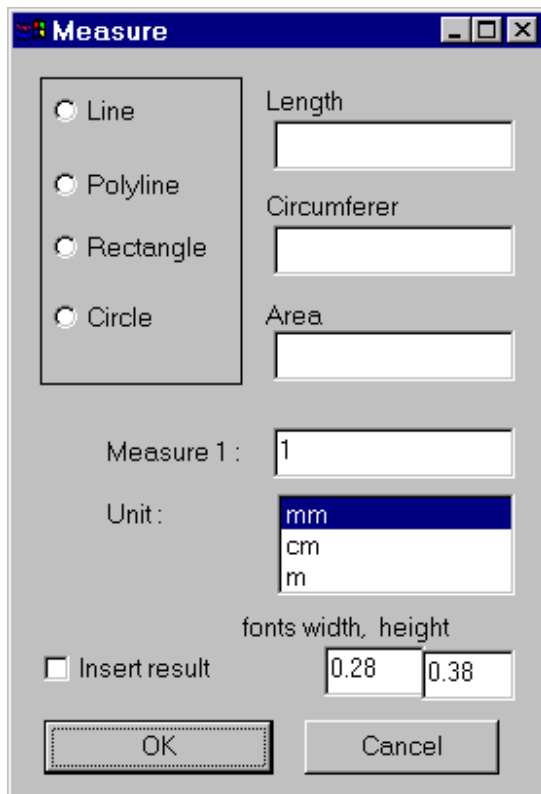 Measure
Line
Polyline
Rectangle
Circle
Length
Circumferer
Area
Measure 1 : 1
Unit : mm
cm
m
fonts width, height
Insert result 0.28 0.38
OK Cancel